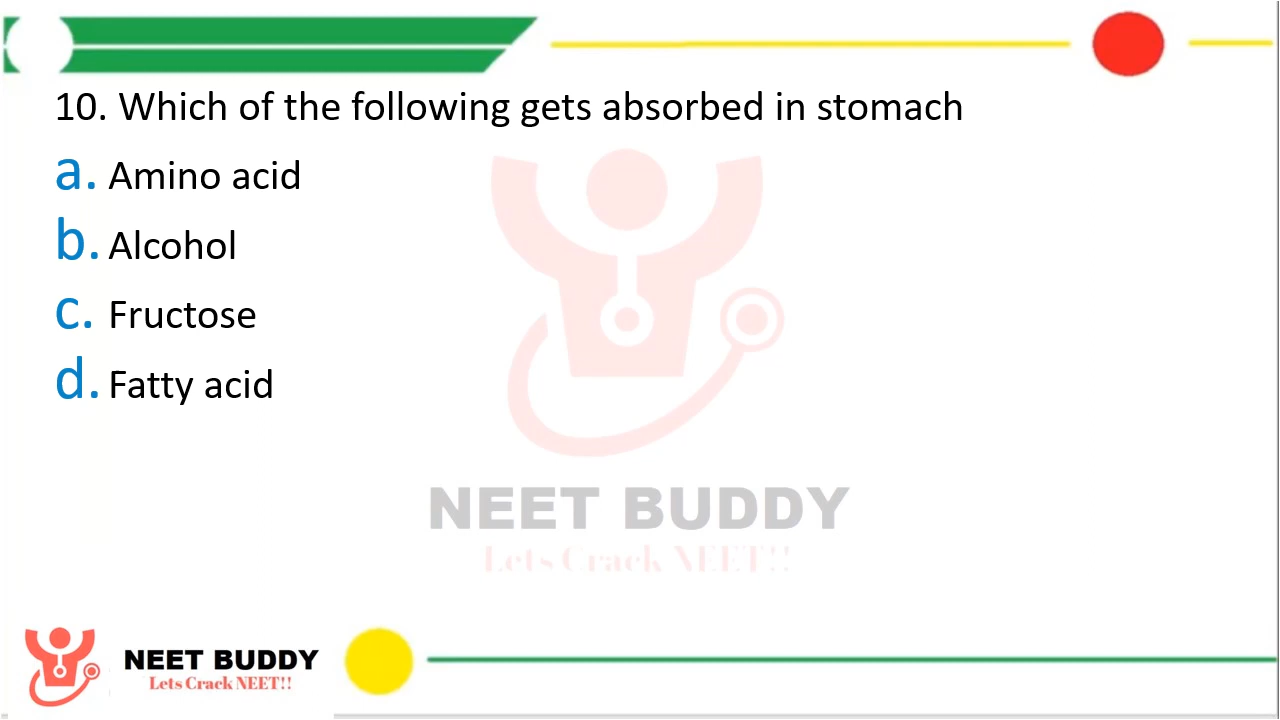 10. Which of the following gets absorbed in stomach
a. Amino acid
b. Alcohol
c. Fructose
d. Fatty acid
NEET BUDDY
Lets Crack NEET!!
NEET BUDDY
Lets Crack NEET!!